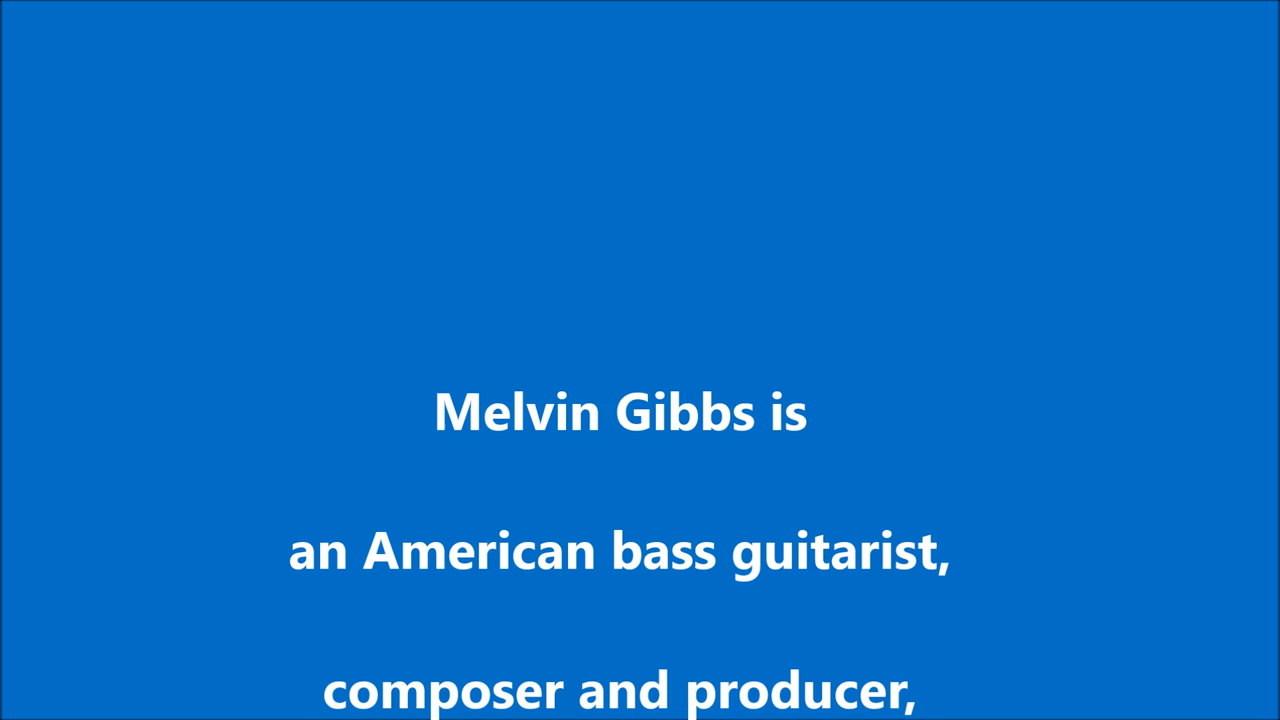 Melvin Gibbs is
an American bass guitarist,
composer and producer,